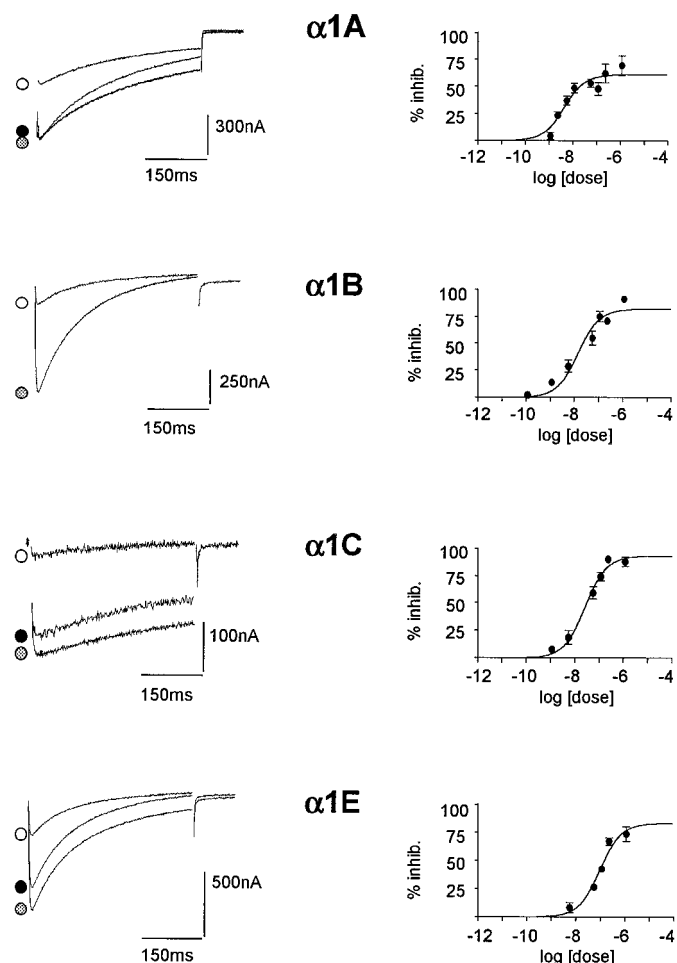 α1A
300nA
150ms
% inhib.
100
75
50
25
-12 -10 -8 -6 -4
log [dose]
α1B
250nA
150ms
% inhib.
100
75
50
25
-12 -10 -8 -6 -4
log [dose]
α1C
100nA
150ms
% inhib.
100
75
50
25
-12 -10 -8 -6 -4
log [dose]
α1E
500nA
150ms
% inhib.
100
75
50
25
-12 -10 -8 -6 -4
log [dose]